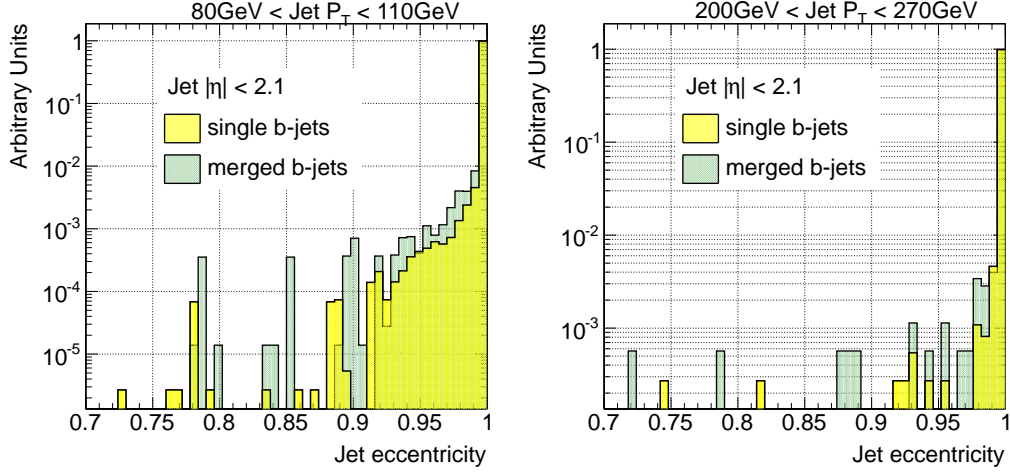 80GeV < Jet P_T < 110GeV
Arbitrary Units
1
10^-1
10^-2
10^-3
10^-4
10^-5
Jet |η| < 2.1
single b-jets
merged b-jets
0.7 0.75 0.8 0.85 0.9 0.95 1
Jet eccentricity
200GeV < Jet P_T < 270GeV
Arbitrary Units
1
10^-1
10^-2
10^-3
Jet |η| < 2.1
single b-jets
merged b-jets
0.7 0.75 0.8 0.85 0.9 0.95 1
Jet eccentricity